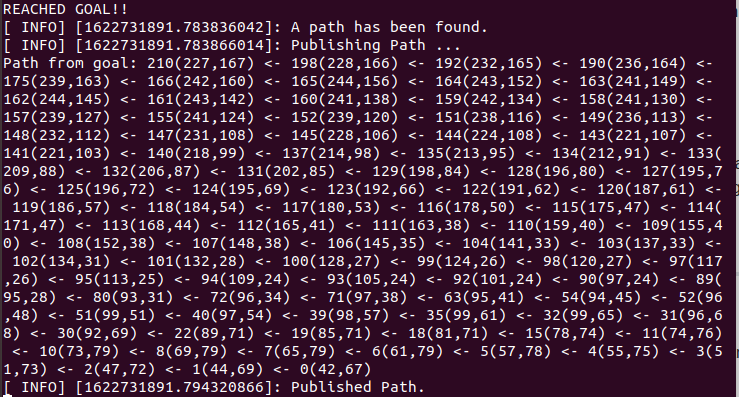 REACHED GOAL!!
[ INFO] [1622731891.783836042]: A path has been found.
[ INFO] [1622731891.783866014]: Publishing Path ...
Path from goal: 210(227,167) <- 198(228,166) <- 192(232,165) <- 190(236,164) <-
175(239,163) <- 166(242,160) <- 165(244,156) <- 164(243,152) <- 163(241,149) <-
162(244,145) <- 161(243,142) <- 160(241,138) <- 159(242,134) <- 158(241,130) <-
157(239,127) <- 155(241,124) <- 152(239,120) <- 151(238,116) <- 149(236,113) <-
148(232,112) <- 147(231,108) <- 145(228,106) <- 144(224,108) <- 143(221,107) <-
141(221,103) <- 140(218,99) <- 137(214,98) <- 135(213,95) <- 134(212,91) <- 133(
209,88) <- 132(206,87) <- 131(202,85) <- 129(198,84) <- 128(196,80) <- 127(195,7
6) <- 125(196,72) <- 124(195,69) <- 123(192,66) <- 122(191,62) <- 120(187,61) <-
119(186,57) <- 118(184,54) <- 117(180,53) <- 116(178,50) <- 115(175,47) <- 114(
171,47) <- 113(168,44) <- 112(165,41) <- 111(163,38) <- 110(159,40) <- 109(155,4
0) <- 108(152,38) <- 107(148,38) <- 106(145,35) <- 104(141,33) <- 103(137,33) <-
102(134,31) <- 101(132,28) <- 100(128,27) <- 99(124,26) <- 98(120,27) <- 97(117
,26) <- 95(113,25) <- 94(109,24) <- 93(105,24) <- 92(101,24) <- 90(97,24) <- 89(
95,28) <- 80(93,31) <- 72(96,34) <- 71(97,38) <- 63(95,41) <- 54(94,45) <- 52(96
,48) <- 51(99,51) <- 40(97,54) <- 39(98,57) <- 35(99,61) <- 32(99,65) <- 31(96,6
8) <- 30(92,69) <- 22(89,71) <- 19(85,71) <- 18(81,71) <- 15(78,74) <- 11(74,76)
<- 10(73,79) <- 8(69,79) <- 7(65,79) <- 6(61,79) <- 5(57,78) <- 4(55,75) <- 3(5
1,73) <- 2(47,72) <- 1(44,69) <- 0(42,67)
[ INFO] [1622731891.794320866]: Published Path.